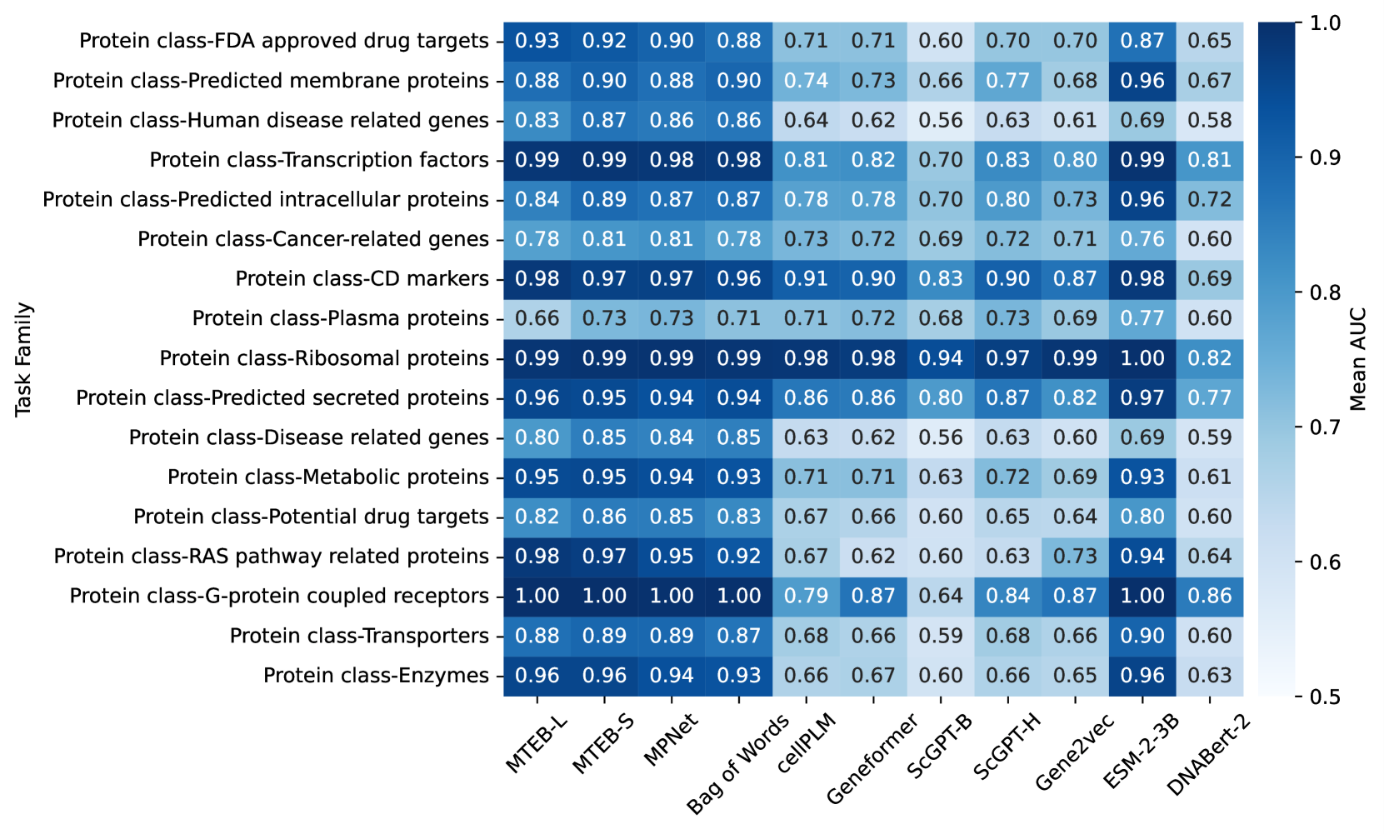 Protein class-FDA approved drug targets 0.93 0.92 0.90 0.88 0.71 0.71 0.60 0.70 0.70 0.87 0.65
Protein class-Predicted membrane proteins 0.88 0.90 0.88 0.90 0.74 0.73 0.66 0.77 0.68 0.96 0.67
Protein class-Human disease related genes 0.83 0.87 0.86 0.86 0.64 0.62 0.56 0.63 0.61 0.69 0.58
Protein class-Transcription factors 0.99 0.99 0.98 0.98 0.81 0.82 0.70 0.83 0.80 0.99 0.81
Protein class-Predicted intracellular proteins 0.84 0.89 0.87 0.87 0.78 0.78 0.70 0.80 0.73 0.96 0.72
Protein class-Cancer-related genes 0.78 0.81 0.81 0.78 0.73 0.72 0.69 0.72 0.71 0.76 0.60
Protein class-CD markers 0.98 0.97 0.97 0.96 0.91 0.90 0.83 0.90 0.87 0.98 0.69
Protein class-Plasma proteins 0.66 0.73 0.73 0.71 0.71 0.72 0.68 0.73 0.69 0.77 0.60
Protein class-Ribosomal proteins 0.99 0.99 0.99 0.99 0.98 0.98 0.94 0.97 0.99 1.00 0.82
Protein class-Predicted secreted proteins 0.96 0.95 0.94 0.94 0.86 0.86 0.80 0.87 0.82 0.97 0.77
Protein class-Disease related genes 0.80 0.85 0.84 0.85 0.63 0.62 0.56 0.63 0.60 0.69 0.59
Protein class-Metabolic proteins 0.95 0.95 0.94 0.93 0.71 0.71 0.63 0.72 0.69 0.93 0.61
Protein class-Potential drug targets 0.82 0.86 0.85 0.83 0.67 0.66 0.60 0.65 0.64 0.80 0.60
Protein class-RAS pathway related proteins 0.98 0.97 0.95 0.92 0.67 0.62 0.60 0.63 0.73 0.94 0.64
Protein class-G-protein coupled receptors 1.00 1.00 1.00 1.00 0.79 0.87 0.64 0.84 0.87 1.00 0.86
Protein class-Transporters 0.88 0.89 0.89 0.87 0.68 0.66 0.59 0.68 0.66 0.90 0.60
Protein class-Enzymes 0.96 0.96 0.94 0.93 0.66 0.67 0.60 0.66 0.65 0.96 0.63
Task Family
MTEB-L
MTEB-S
MPNet
Bag of Words
cellPLM
Geneformer
ScGPT-B
ScGPT-H
Gene2vec
ESM-2-3B
DNABert-2
1.0
0.9
0.8
0.7
0.6
0.5
Mean AUC